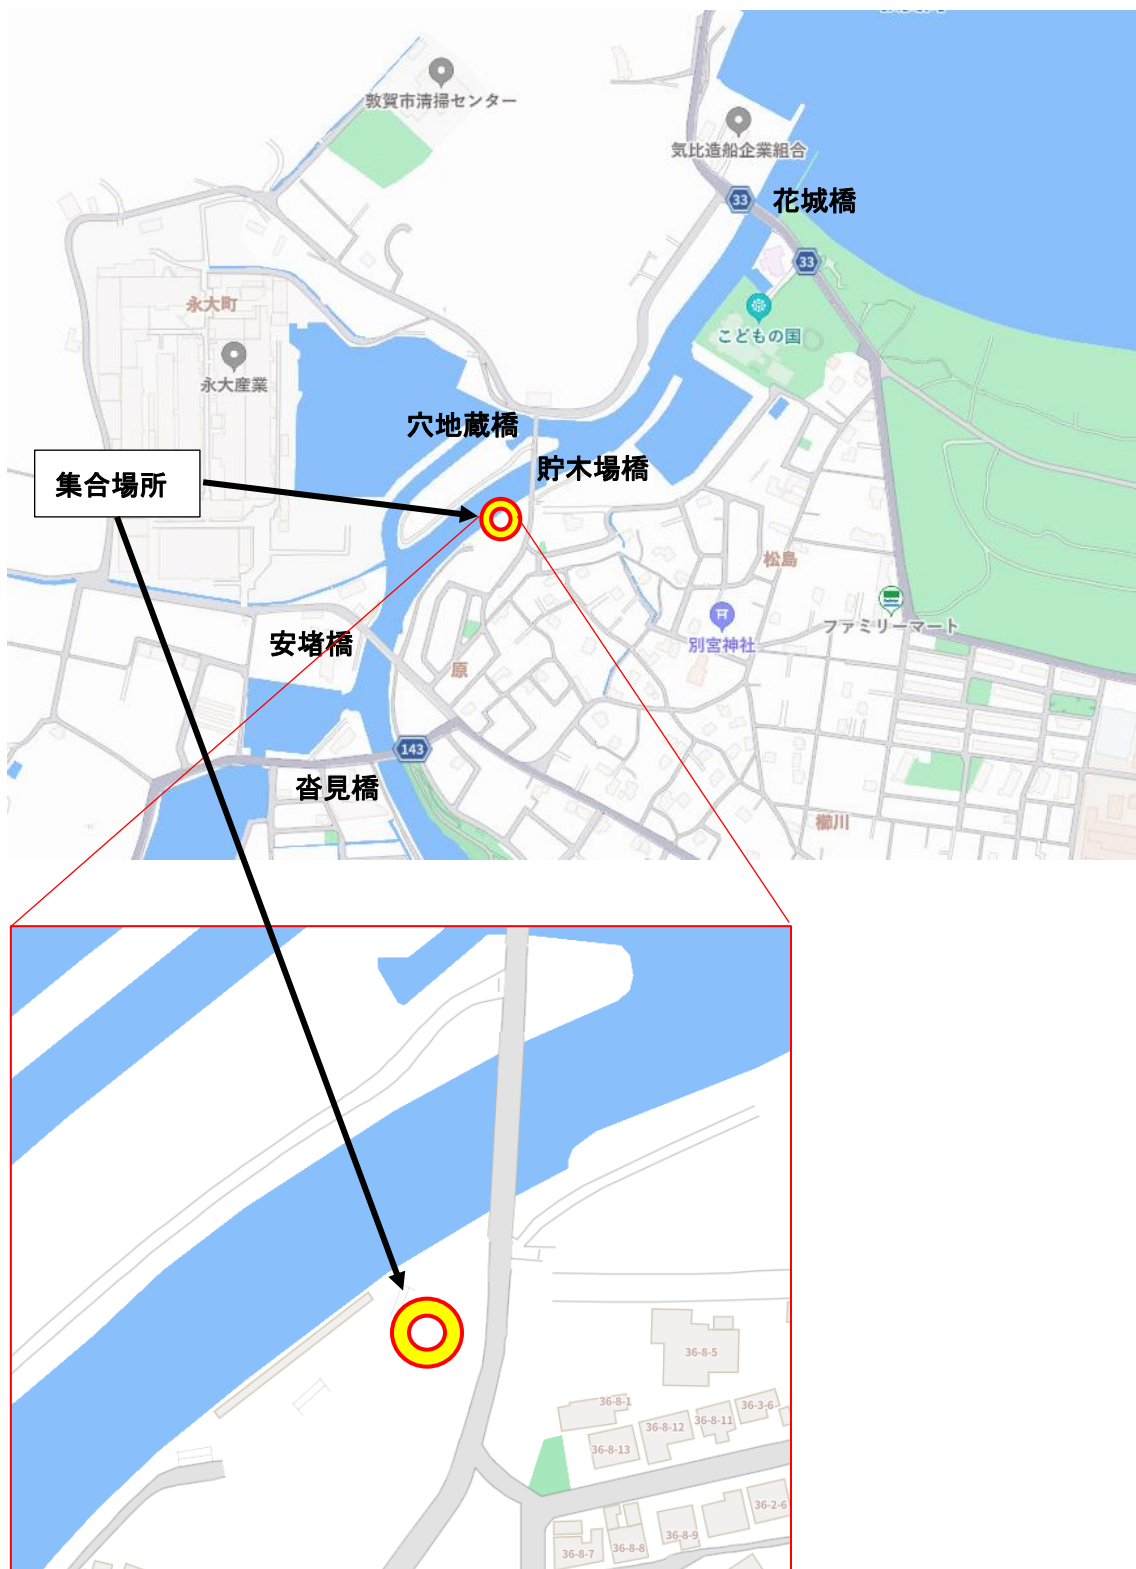 敦賀市清掃センター
気比造船企業組合
33
花城橋
33
永大町
こどもの国
永大産業
穴地蔵橋
貯木場橋
集合場所
松島
ファミリーマート
別宮神社
安堵橋
原
143
沓見橋
櫛川
36-8-5
36-8-1
36-3-6
36-8-11
36-8-12
36-8-13
36-2-6
36-8-9
36-8-8
36-8-7